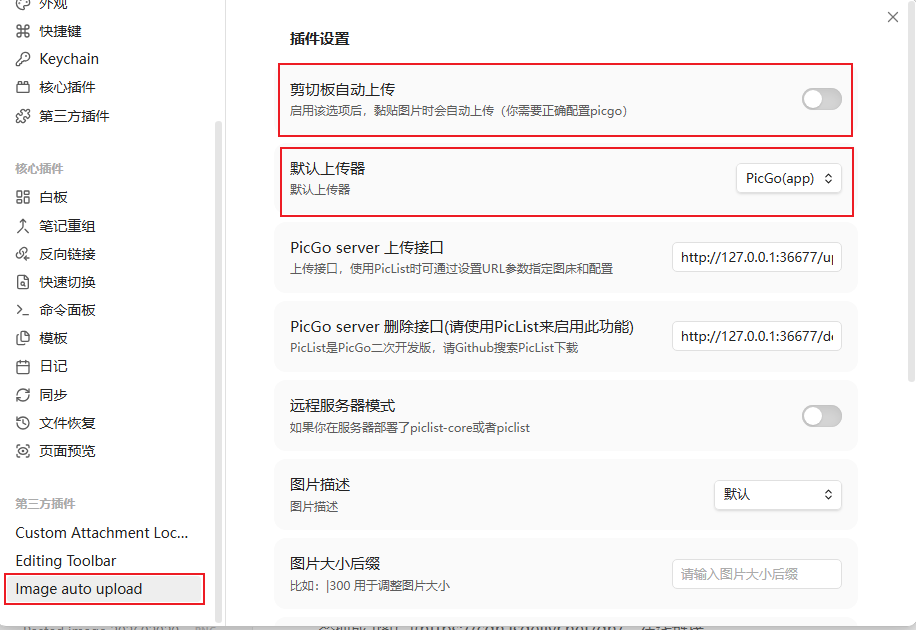 外观
快捷键
Keychain
核心插件
第三方插件
核心插件
白板
笔记重组
反向链接
快速切换
命令面板
模板
日记
同步
文件恢复
页面预览
第三方插件
Custom Attachment Loc...
Editing Toolbar
Image auto upload
插件设置
剪切板自动上传
启用该选项后，黏贴图片时会自动上传（你需要正确配置picgo）
默认上传器
默认上传器
PicGo(app)
PicGo server 上传接口
上传接口，使用PicList时可通过设置URL参数指定图床和配置
http://127.0.0.1:36677/up
PicGo server 删除接口(请使用PicList来启用此功能)
PicList是PicGo二次开发版，请Github搜索PicList下载
http://127.0.0.1:36677/de
远程服务器模式
如果你在服务器部署了piclist-core或者piclist
图片描述
图片描述
默认
图片大小后缀
比如：|300 用于调整图片大小
请输入图片大小后缀